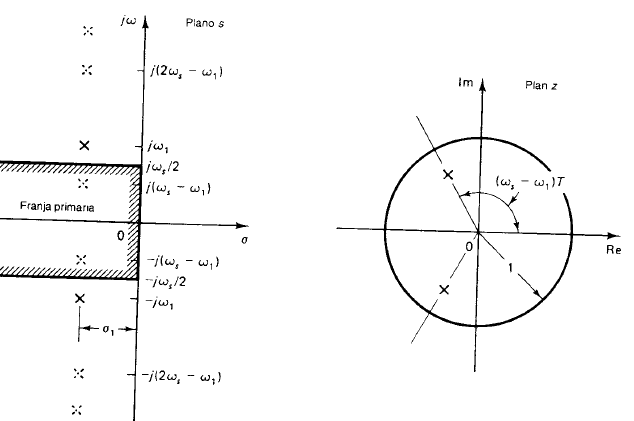 jω
Plano s
j(2ωₛ − ω₁)
jω₁
jωₛ/2
j(ωₛ − ω₁)
Franja primaria
0
σ
−j(ωₛ − ω₁)
−jωₛ/2
−jω₁
σ₁
−j(2ωₛ − ω₁)
Im
Plan z
(ωₛ − ω₁)T
0
Re
1